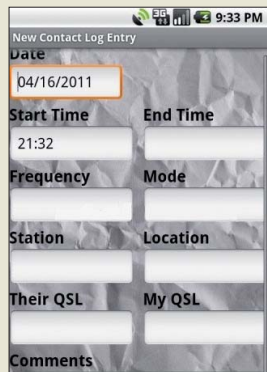 3G 9:33 PM
New Contact Log Entry
Date
04/16/2011
Start Time End Time
21:32
Frequency Mode
Station Location
Their QSL My QSL
Comments